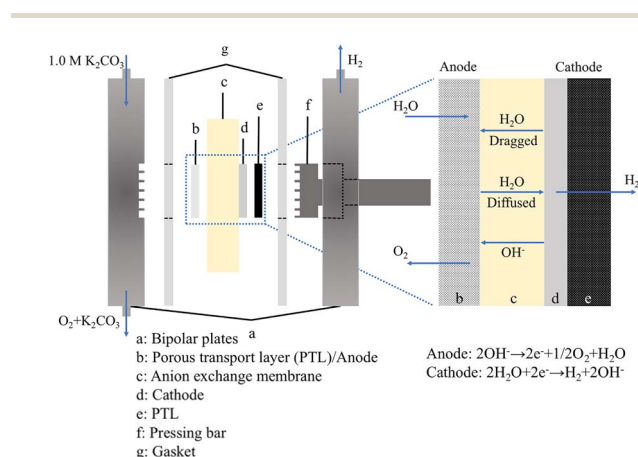 g
1.0 M K₂CO₃
H₂
c
e
f
b
d
O₂+K₂CO₃
a
a: Bipolar plates
b: Porous transport layer (PTL)/Anode
c: Anion exchange membrane
d: Cathode
e: PTL
f: Pressing bar
g: Gasket
Anode
Cathode
H₂O
H₂O
Dragged
H₂O
Diffused
H₂
O₂
OH⁻
b
c
d
e
Anode: 2OH⁻→2e⁻+1/2O₂+H₂O
Cathode: 2H₂O+2e⁻→H₂+2OH⁻